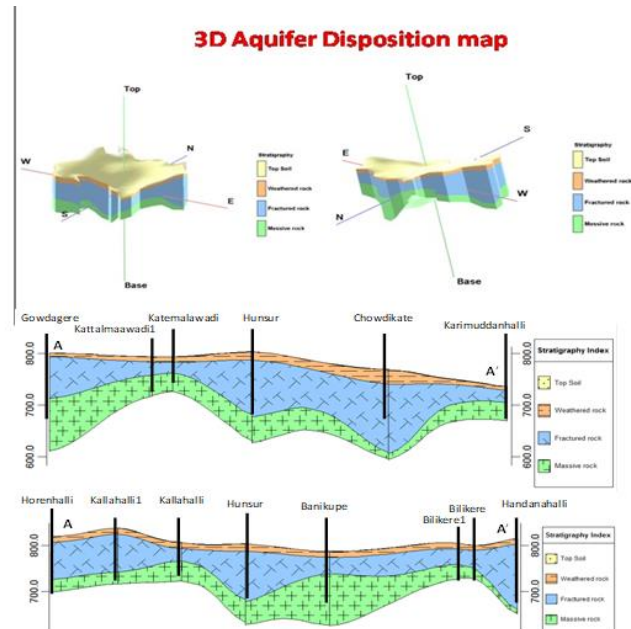 3D Aquifer Disposition map
Top
N
W
E
S
Base
Stratigraphy
Top Soil
Weathered rock
Fractured rock
Massive rock
Top
S
E
W
N
Base
Stratigraphy
Top Soil
Weathered rock
Fractured rock
Massive rock
Gowdagere
Kattalmaawadi1
Katemalawadi
Hunsur
Chowdikate
Karimuddanhalli
A
A'
800.0
700.0
600.0
800.0
700.0
600.0
Stratigraphy Index
Top Soil
Weathered rock
Fractured rock
Massive rock
Horenhalli
Kallahalli1
Kallahalli
Hunsur
Banikupe
Bilikere1
Bilikere
Handanahalli
A
A'
800.0
700.0
800.0
700.0
Stratigraphy Index
Top Soil
Weathered rock
Fractured rock
Massive rock